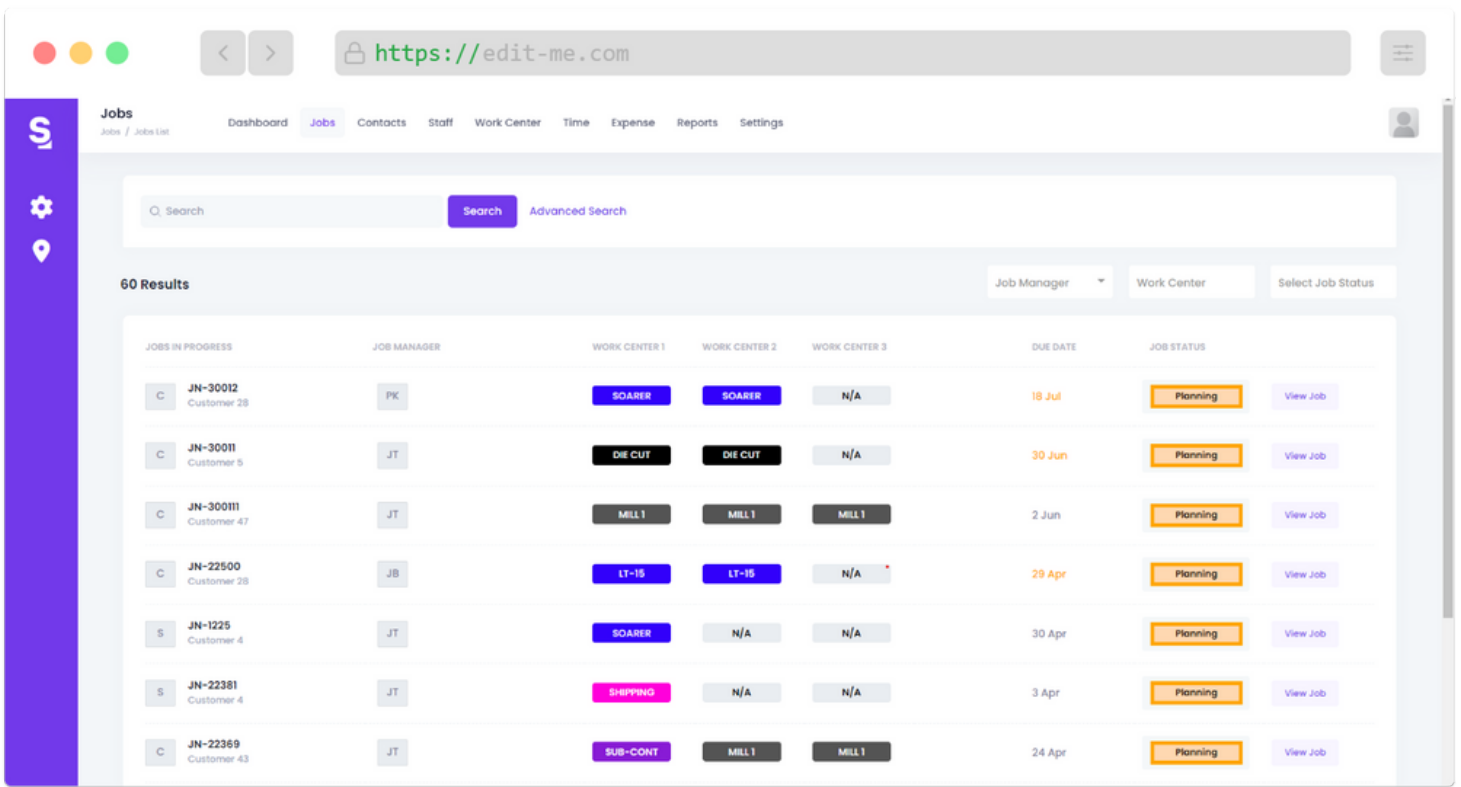 https://edit-me.com
S
Jobs
Jobs / Jobs List
Dashboard Jobs Contacts Staff Work Center Time Expense Reports Settings
Search Search Advanced Search
60 Results
Job Manager Work Center Select Job Status
JOBS IN PROGRESS JOB MANAGER WORK CENTER 1 WORK CENTER 2 WORK CENTER 3 DUE DATE JOB STATUS
C JN-30012 PK SOARER SOARER N/A 18 Jul Planning View Job
Customer 28
C JN-30011 JT DIE CUT DIE CUT N/A 30 Jun Planning View Job
Customer 5
C JN-300111 JT MILL 1 MILL 1 MILL 1 2 Jun Planning View Job
Customer 47
C JN-22500 JB LT-15 LT-15 N/A 29 Apr Planning View Job
Customer 28
S JN-1225 JT SOARER N/A N/A 30 Apr Planning View Job
Customer 4
S JN-22381 JT SHIPPING N/A N/A 3 Apr Planning View Job
Customer 4
C JN-22369 JT SUB-CONT MILL 1 MILL 1 24 Apr Planning View Job
Customer 43